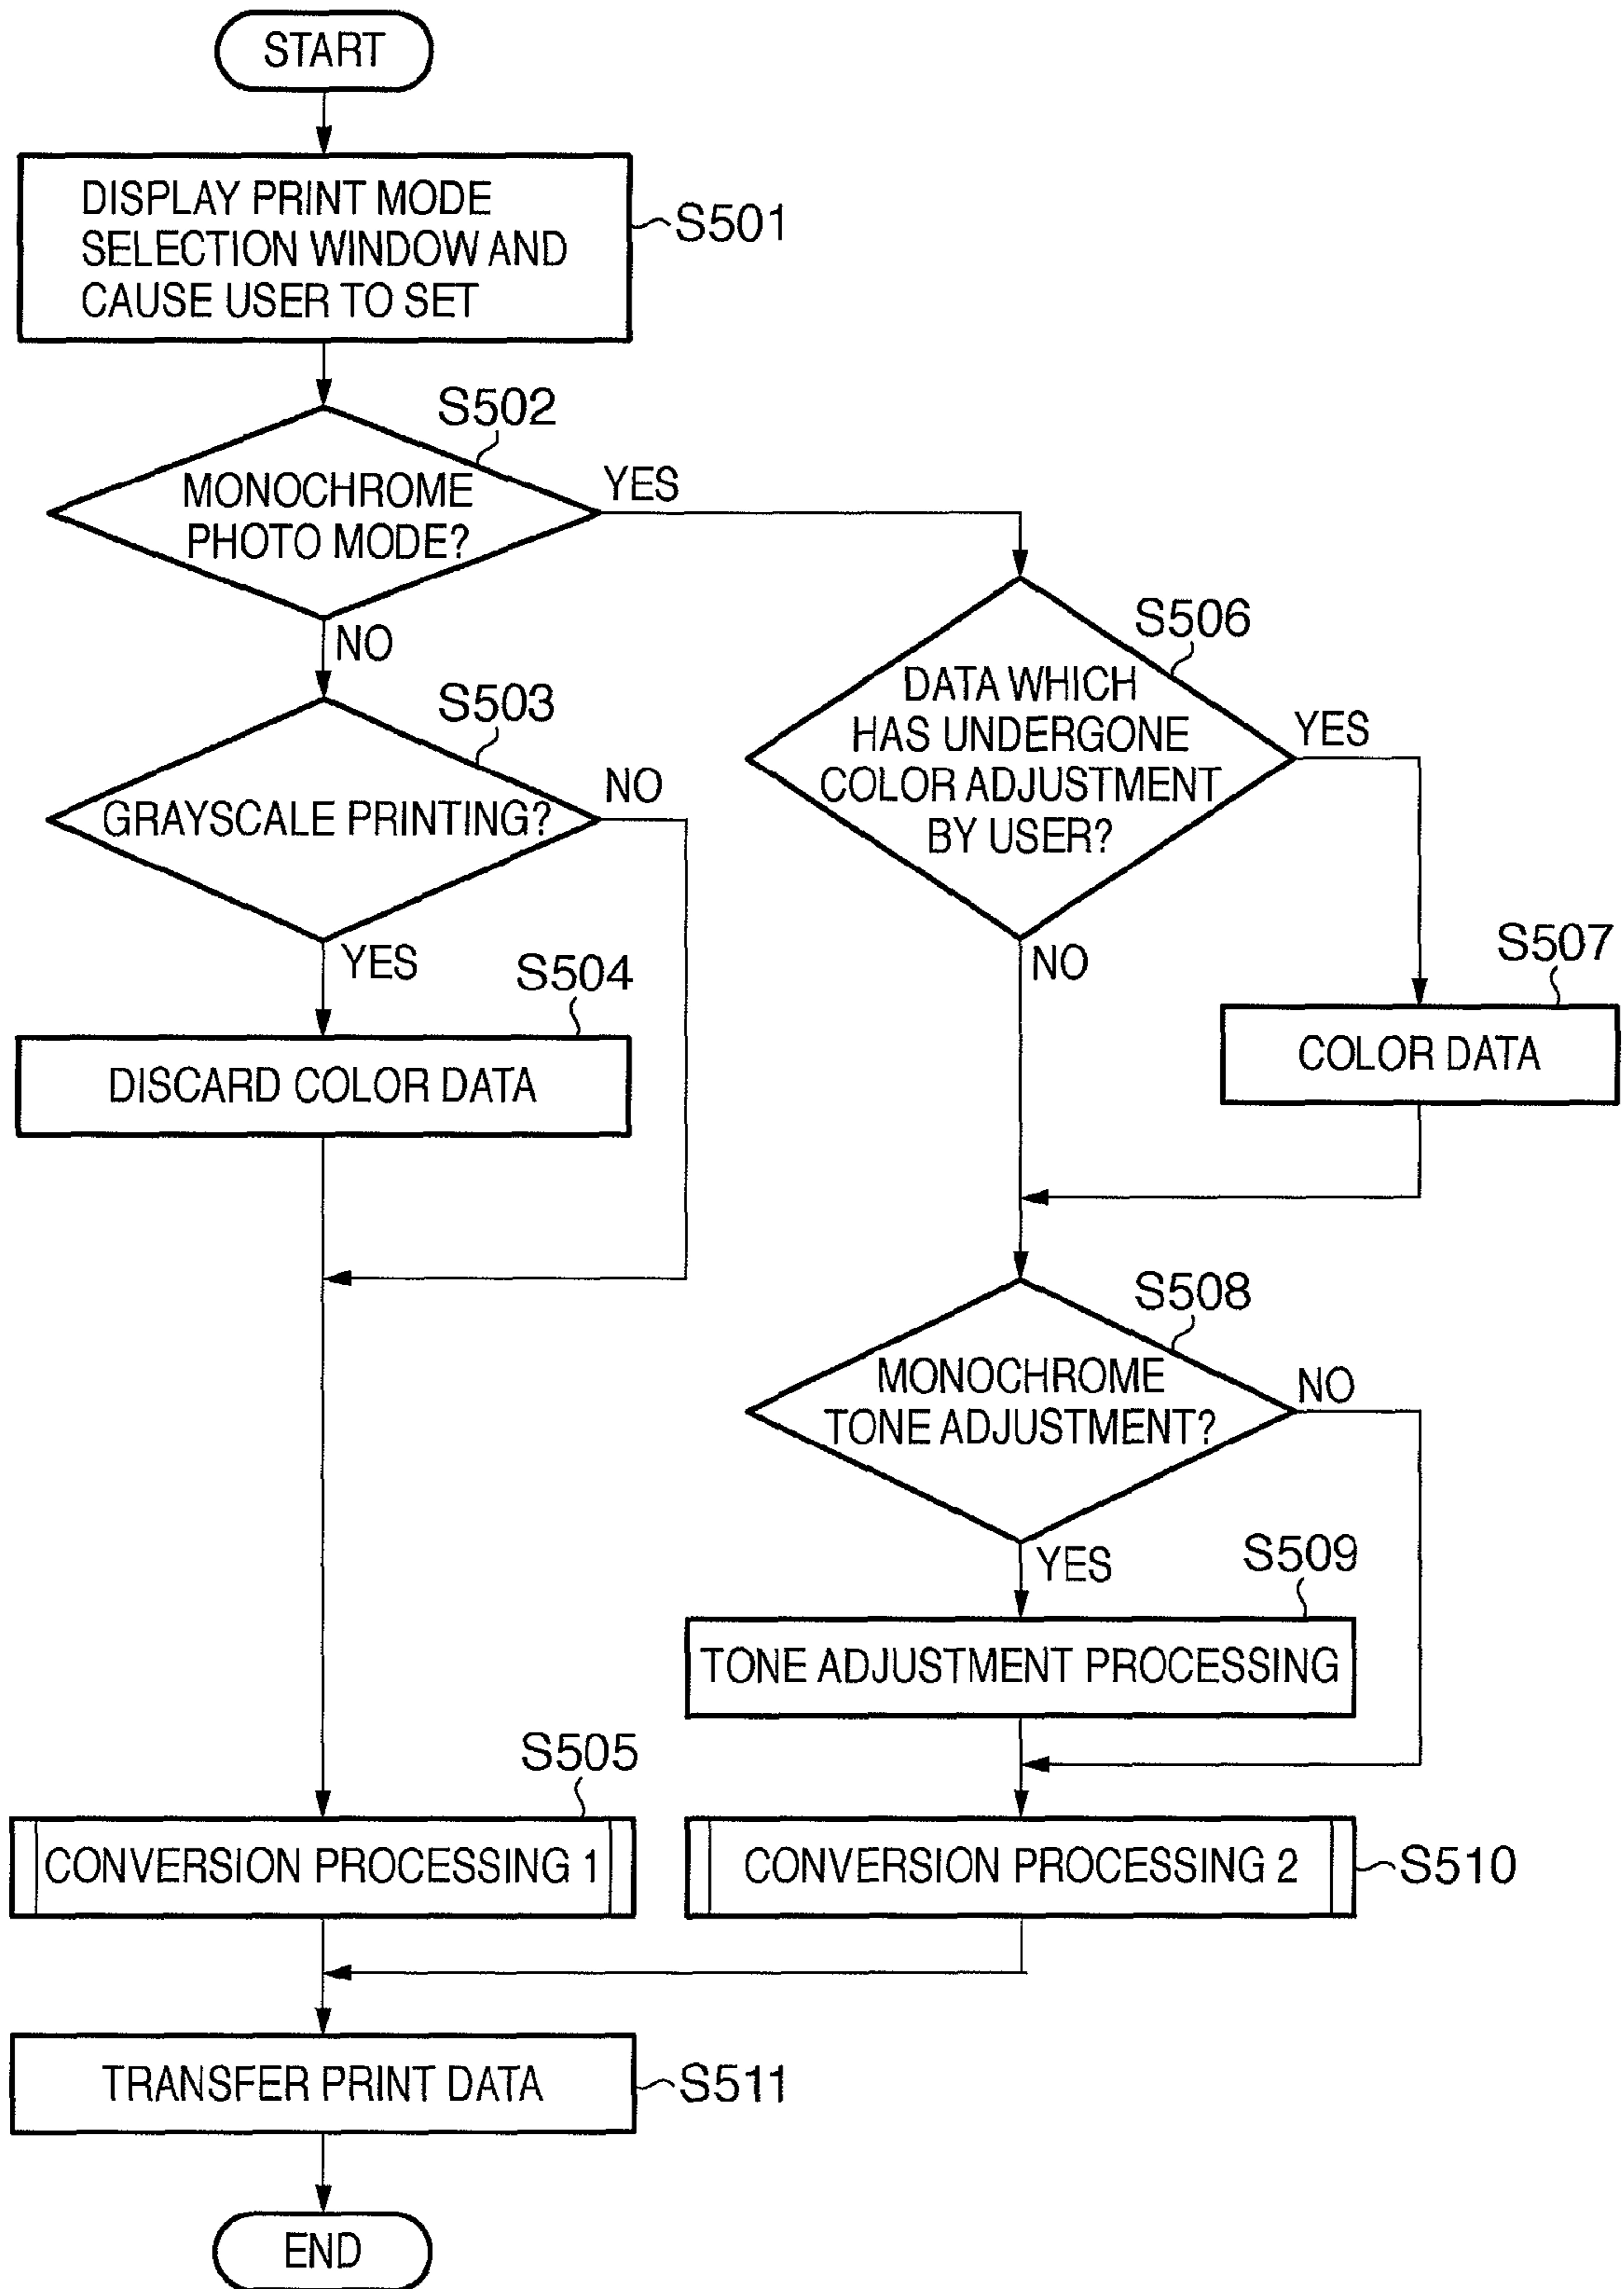 START
DISPLAY PRINT MODE
SELECTION WINDOW AND
CAUSE USER TO SET
S501
S502
MONOCHROME
PHOTO MODE?
YES
NO
S503
GRAYSCALE PRINTING?
NO
YES
S504
DISCARD COLOR DATA
S506
DATA WHICH
HAS UNDERGONE
COLOR ADJUSTMENT
BY USER?
YES
NO
S507
COLOR DATA
S508
MONOCHROME
TONE ADJUSTMENT?
NO
YES
S509
TONE ADJUSTMENT PROCESSING
S505
CONVERSION PROCESSING 1
CONVERSION PROCESSING 2
S510
TRANSFER PRINT DATA
S511
END